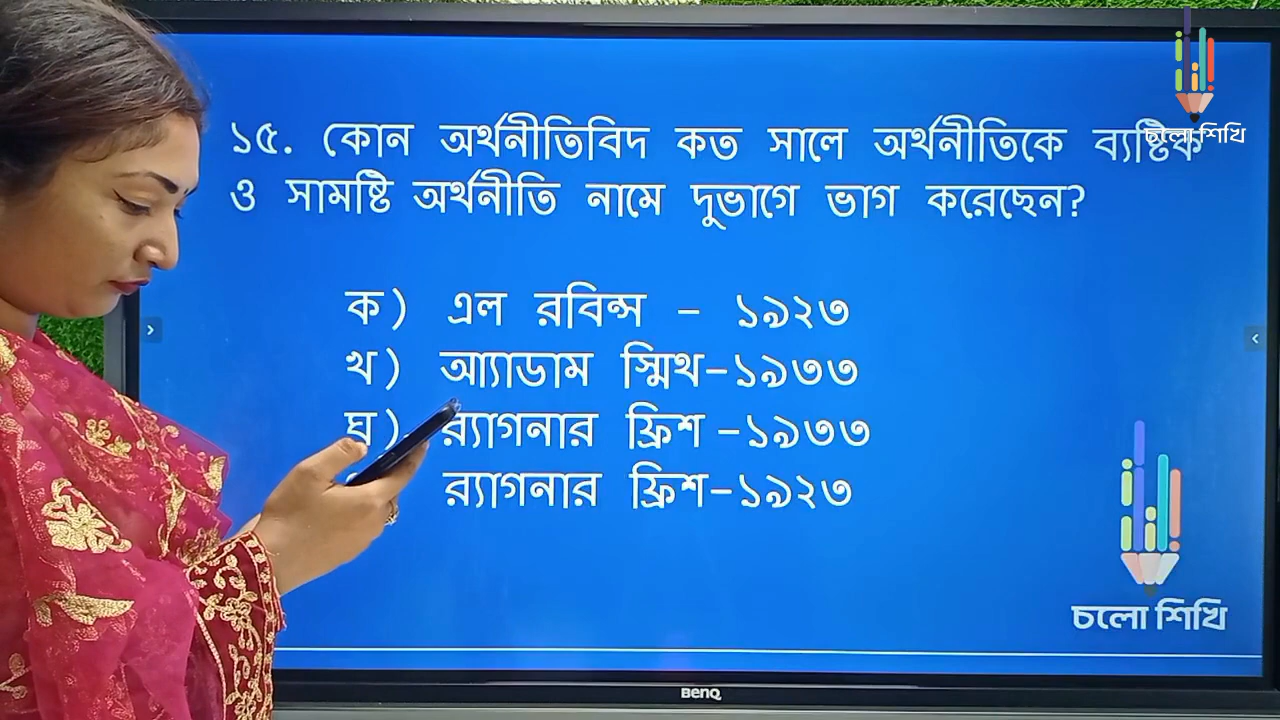 চলো শিখি
১৫. কোন অর্থনীতিবিদ কত সালে অর্থনীতিকে ব্যষ্টিক
ও সামষ্টি অর্থনীতি নামে দুভাগে ভাগ করেছেন?
ক) এল রবিন্স - ১৯২৩
খ) অ্যাডাম স্মিথ-১৯৩৩
ঘ) র‍্যাগনার ফ্রিশ -১৯৩৩
র‍্যাগনার ফ্রিশ-১৯২৩
চলো শিখি
BenQ